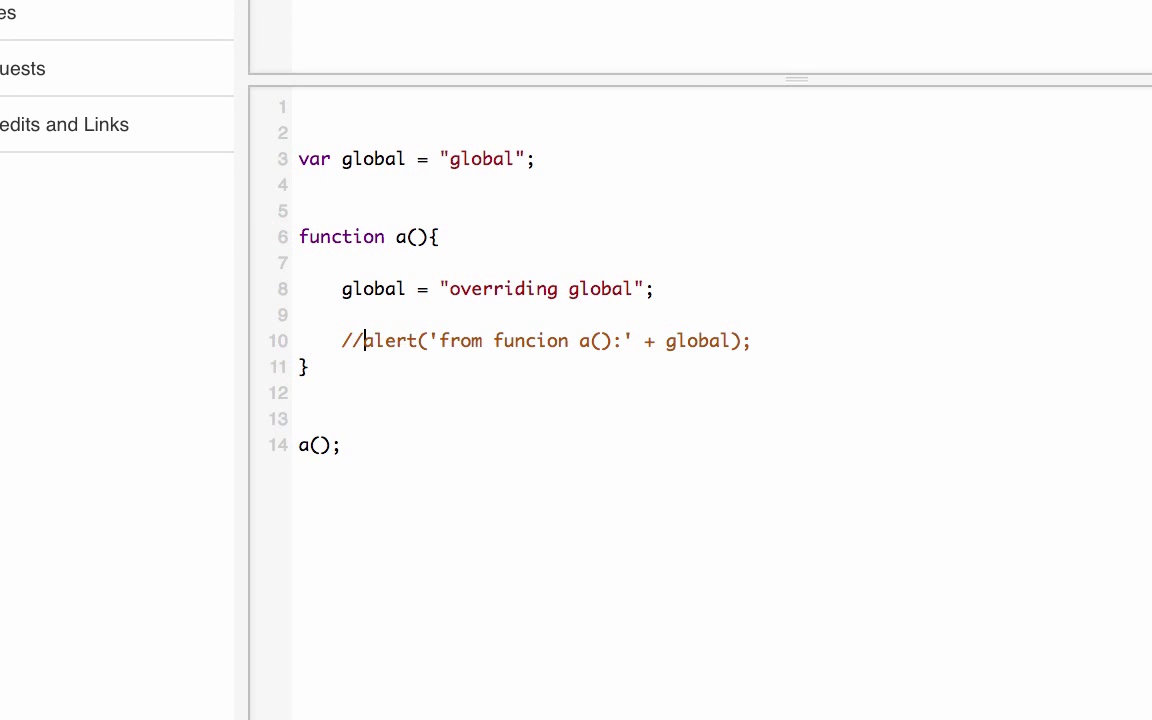 es
uests
edits and Links
1
2
3 var global = "global";
4
5
6 function a(){
7
8 global = "overriding global";
9
10 //alert('from funcion a():' + global);
11 }
12
13
14 a();